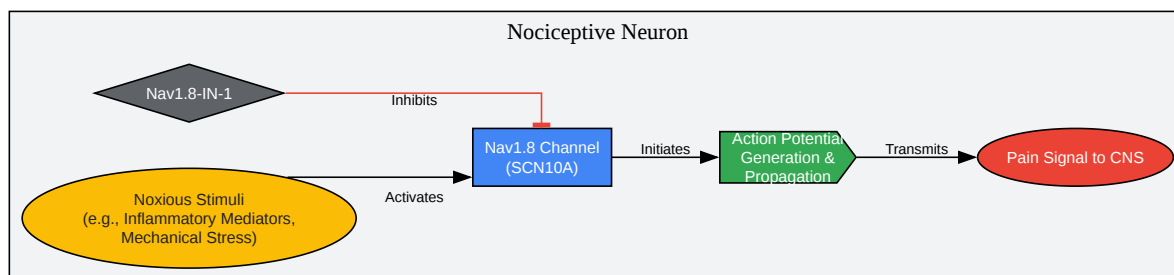 Nociceptive Neuron
Nav1.8-IN-1
Inhibits
Noxious Stimuli
(e.g., Inflammatory Mediators,
Mechanical Stress)
Activates
Nav1.8 Channel
(SCN10A)
Initiates
Action Potential
Generation &
Propagation
Transmits
Pain Signal to CNS